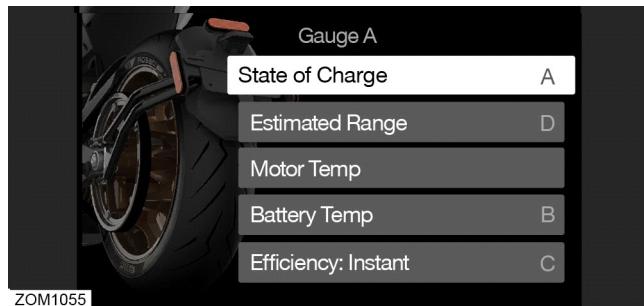 Gauge A
State of Charge A
Estimated Range D
Motor Temp
Battery Temp B
Efficiency: Instant C
ZOM1055